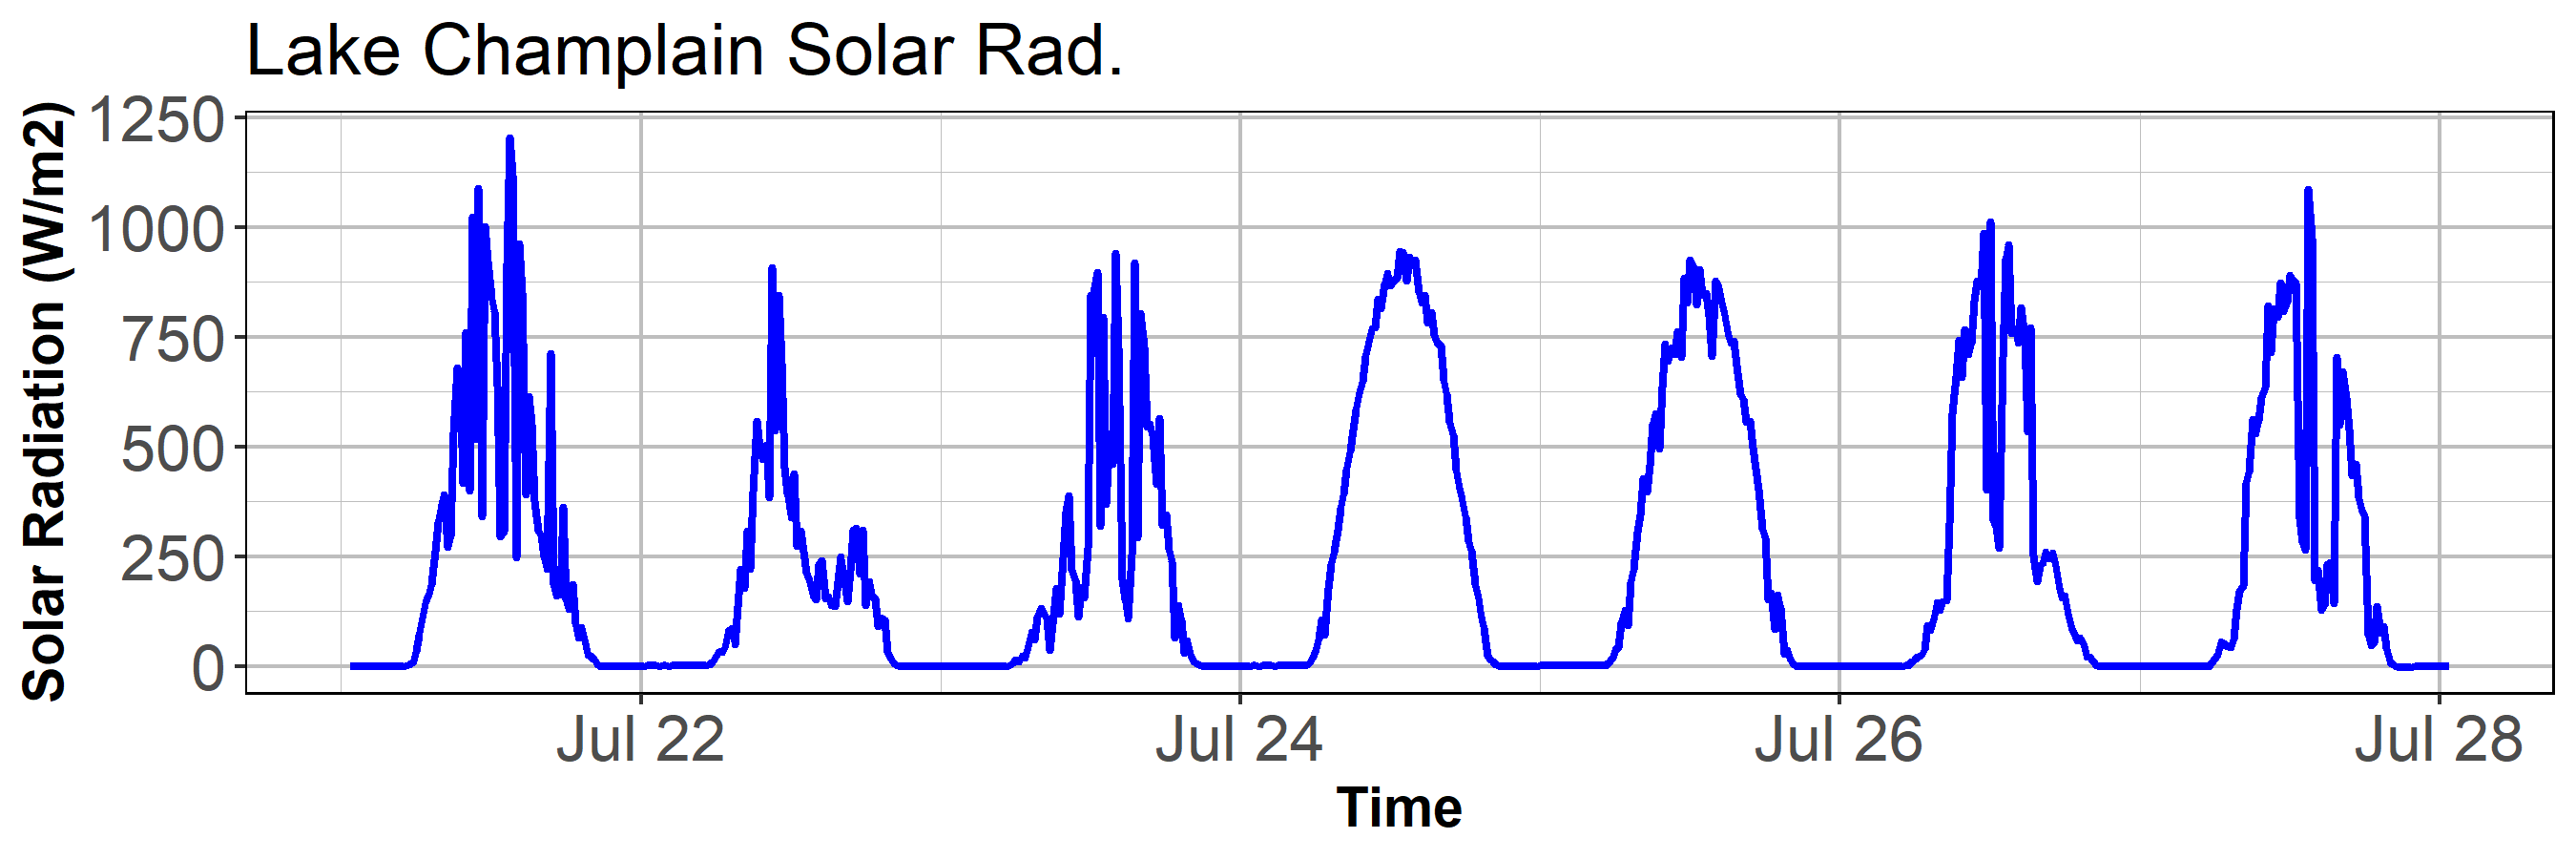 Lake Champlain Solar Rad.
Solar Radiation (W/m2)
1250
1000
750
500
250
0
Jul 22 Jul 24 Jul 26 Jul 28
Time